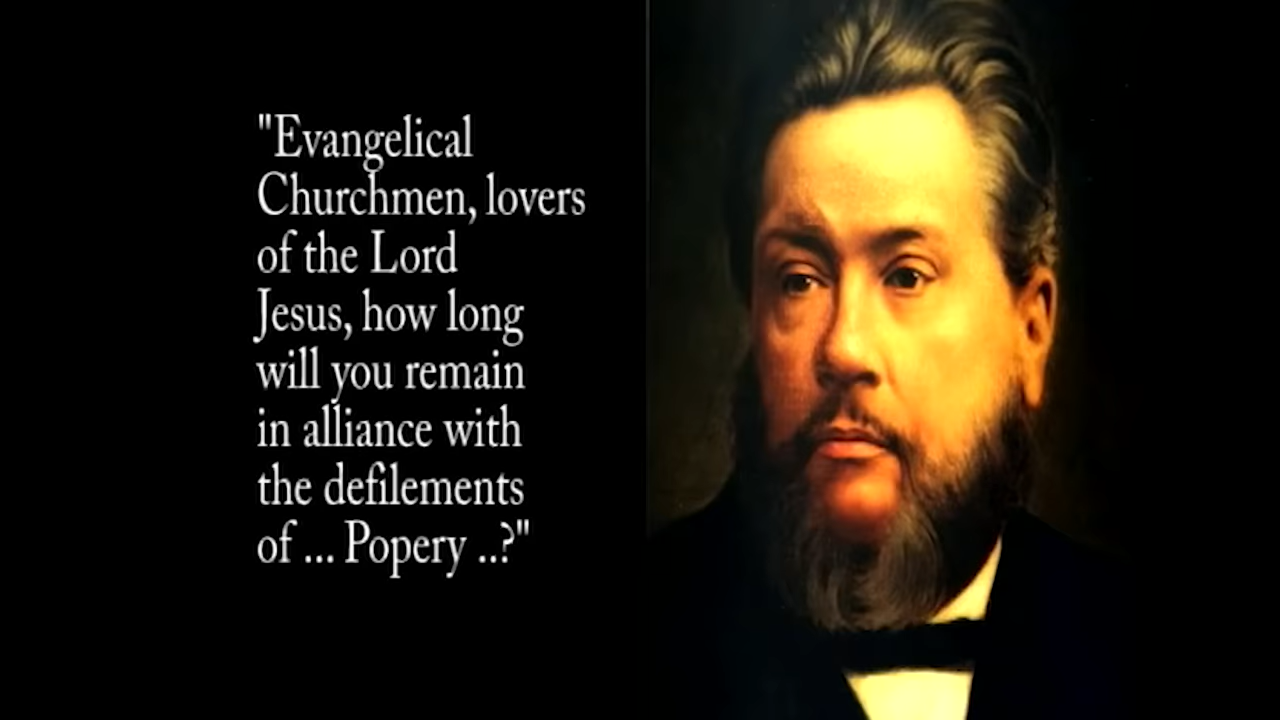 "Evangelical
Churchmen, lovers
of the Lord
Jesus, how long
will you remain
in alliance with
the defilements
of ... Popery ..?"